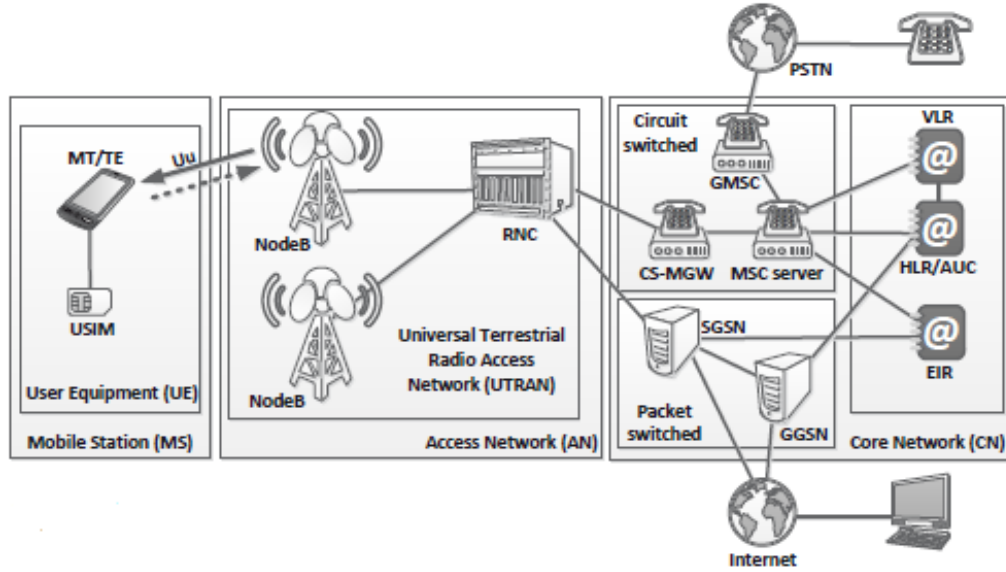 PSTN
Circuit
switched
VLR
MT/TE
Uu
GMSC
NodeB
RNC
CS-MGW
MSC server
HLR/AUC
USIM
Universal Terrestrial
Radio Access
Network (UTRAN)
SGSN
EIR
User Equipment (UE)
NodeB
Packet
switched
GGSN
Mobile Station (MS)
Access Network (AN)
Core Network (CN)
Internet
@
@
@